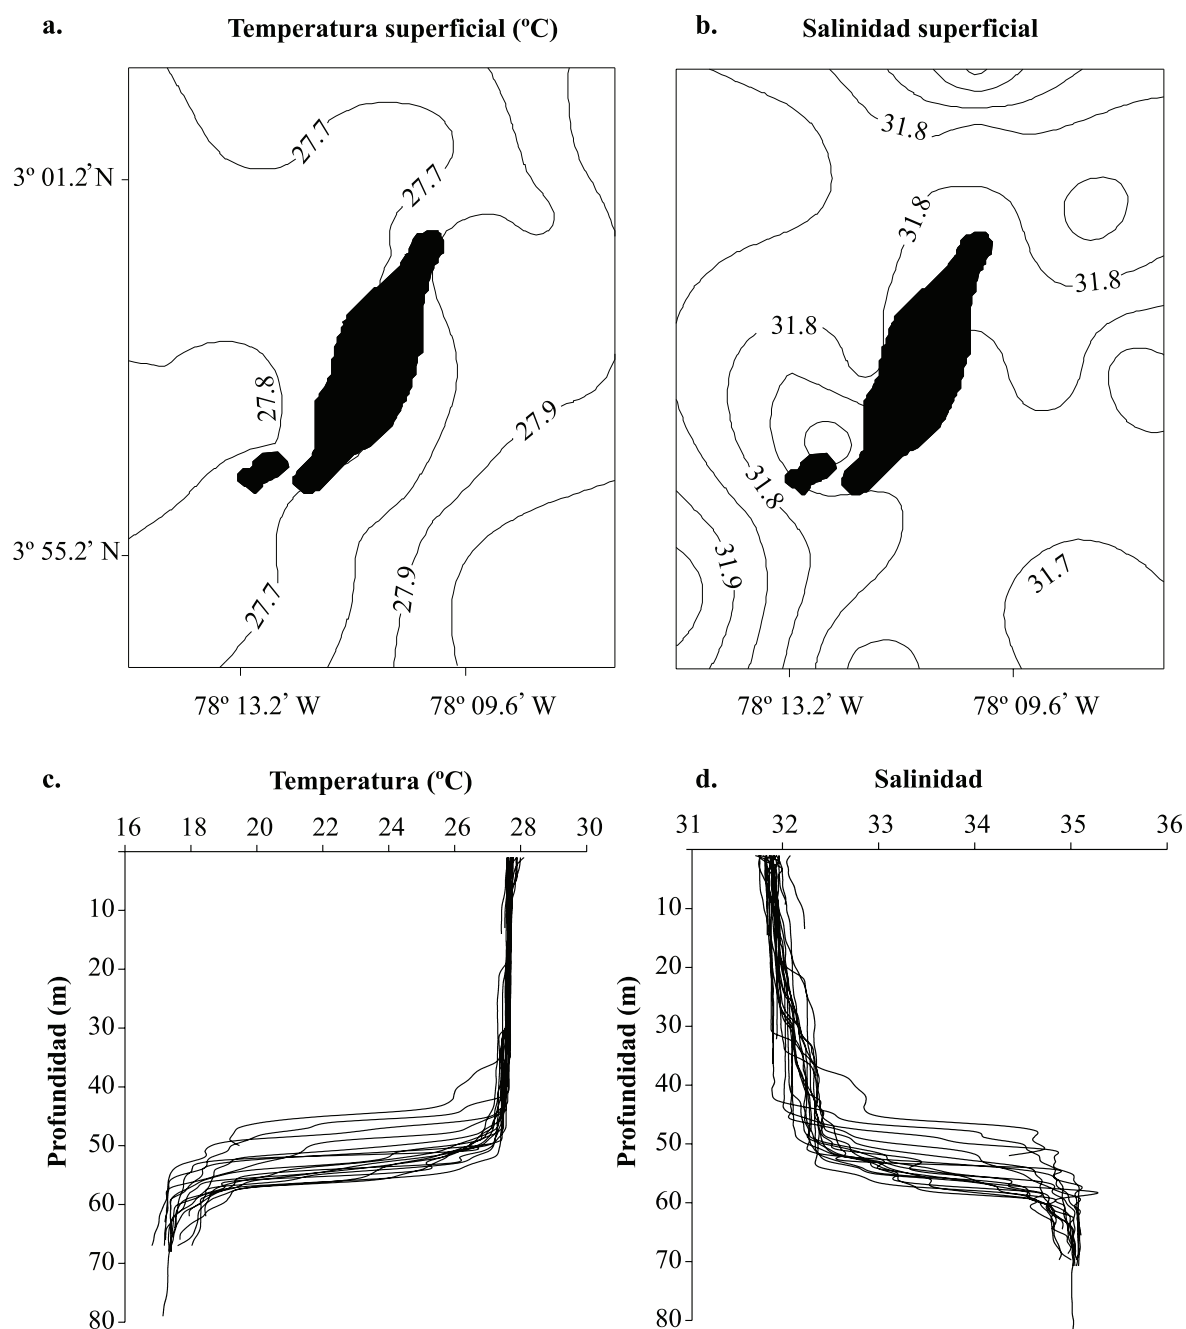 a. Temperatura superficial (ºC)
b. Salinidad superficial
27.7
27.7
27.8
27.9
27.9
27.7
3º 01.2’N
3º 55.2’ N
78º 13.2’ W
78º 09.6’ W
31.8
31.8
31.8
31.8
31.8
31.9
31.7
78º 13.2’ W
78º 09.6’ W
c. Temperatura (ºC)
16 18 20 22 24 26 28 30
Profundidad (m)
10
20
30
40
50
60
70
80
d. Salinidad
31 32 33 34 35 36
Profundidad (m)
10
20
30
40
50
60
70
80